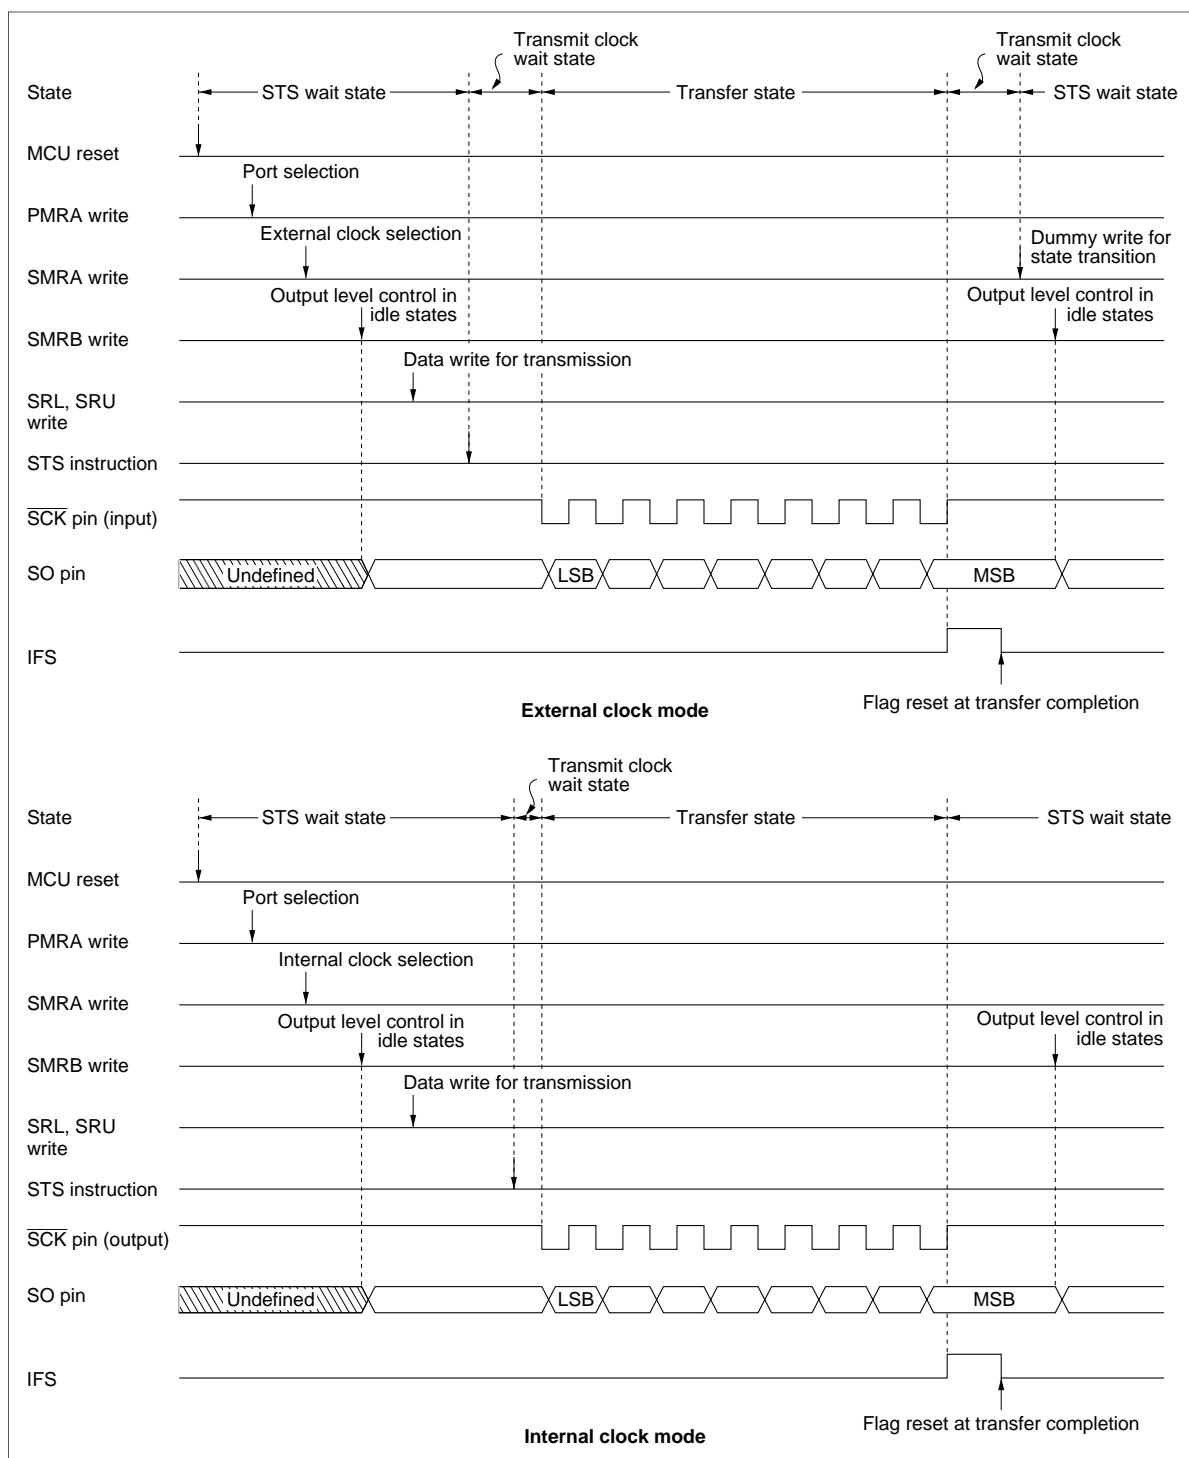 Transmit clock
wait state
Transmit clock
wait state
State
STS wait state
Transfer state
STS wait state
MCU reset
Port selection
PMRA write
External clock selection
Dummy write for
state transition
SMRA write
Output level control in
idle states
Output level control in
idle states
SMRB write
Data write for transmission
SRL, SRU
write
STS instruction
SCK pin (input)
SO pin
Undefined
LSB
MSB
IFS
Flag reset at transfer completion
External clock mode
Transmit clock
wait state
State
STS wait state
Transfer state
STS wait state
MCU reset
Port selection
PMRA write
Internal clock selection
SMRA write
Output level control in
idle states
Output level control in
idle states
SMRB write
Data write for transmission
SRL, SRU
write
STS instruction
SCK pin (output)
SO pin
Undefined
LSB
MSB
IFS
Flag reset at transfer completion
Internal clock mode